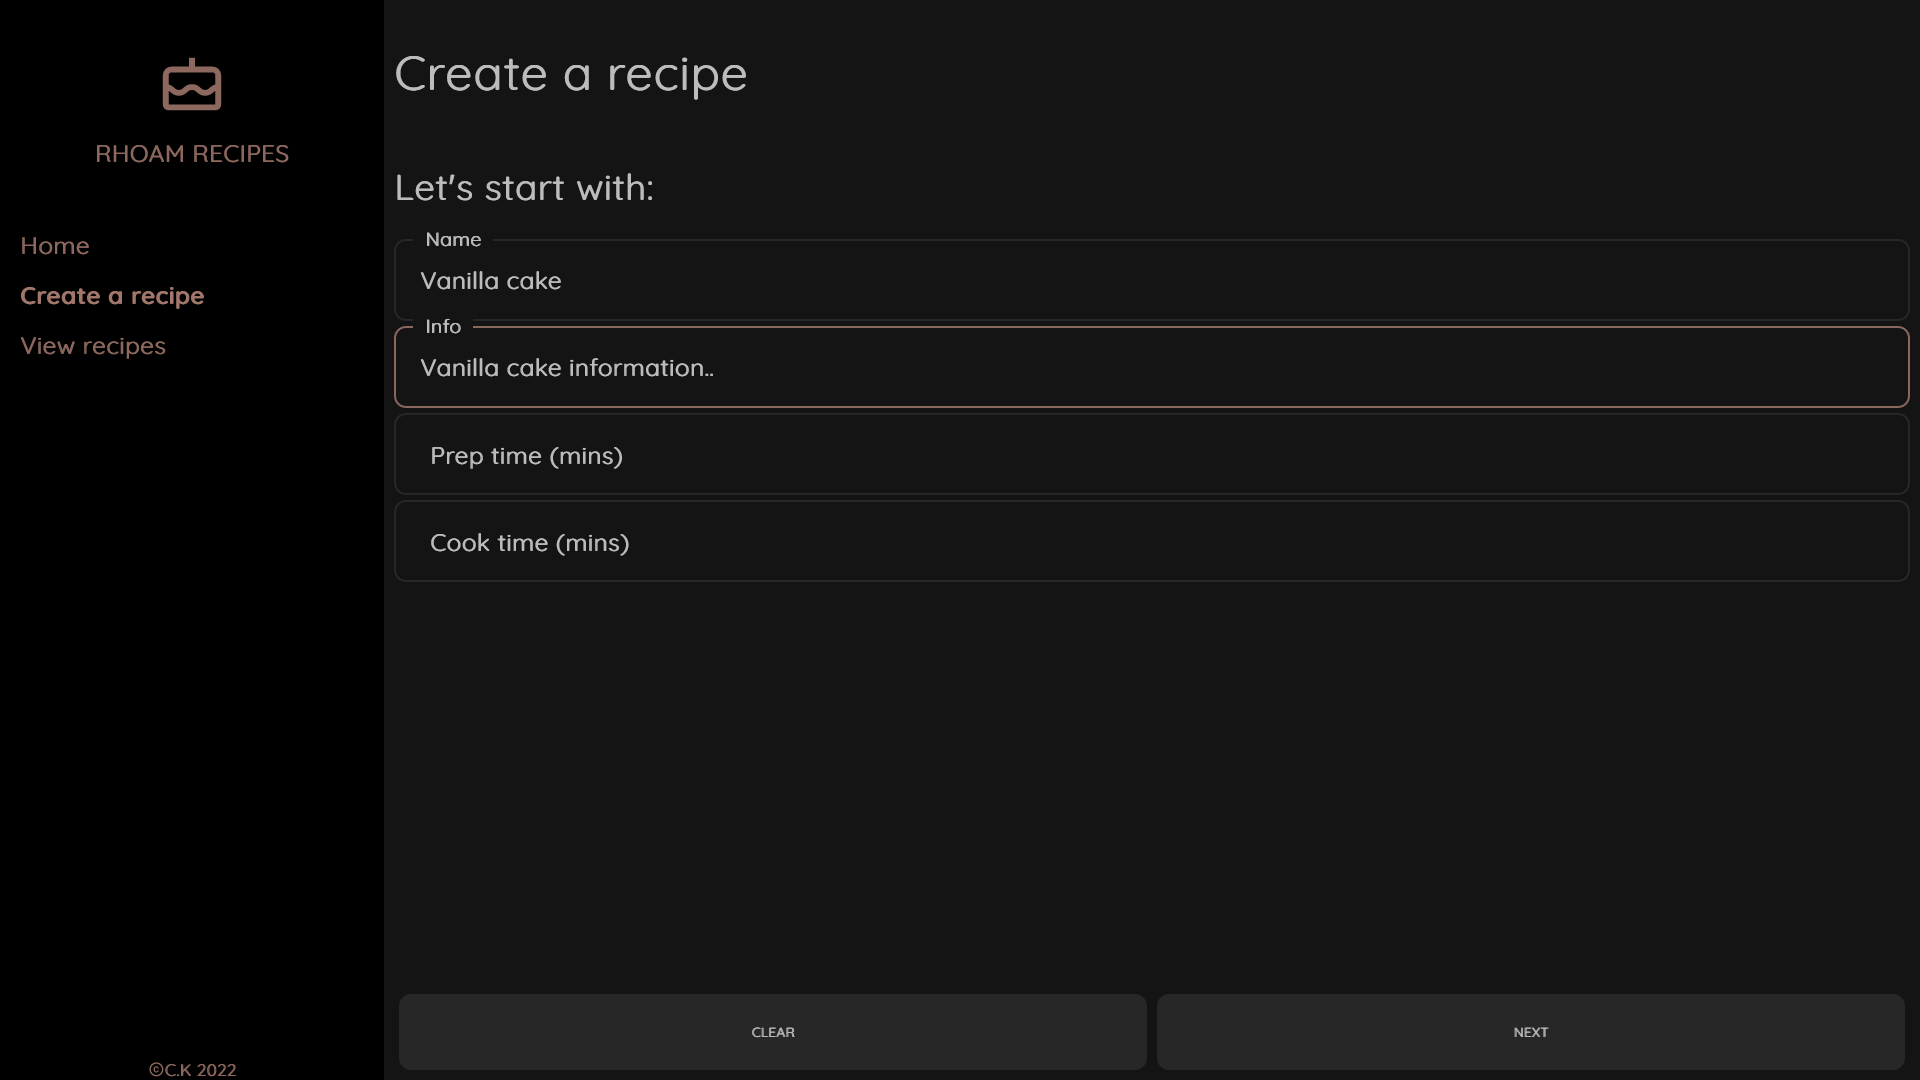 RHOAM RECIPES
Home
Create a recipe
View recipes
©C.K 2022
Create a recipe
Let's start with:
Name
Vanilla cake
Info
Vanilla cake information..
Prep time (mins)
Cook time (mins)
CLEAR
NEXT